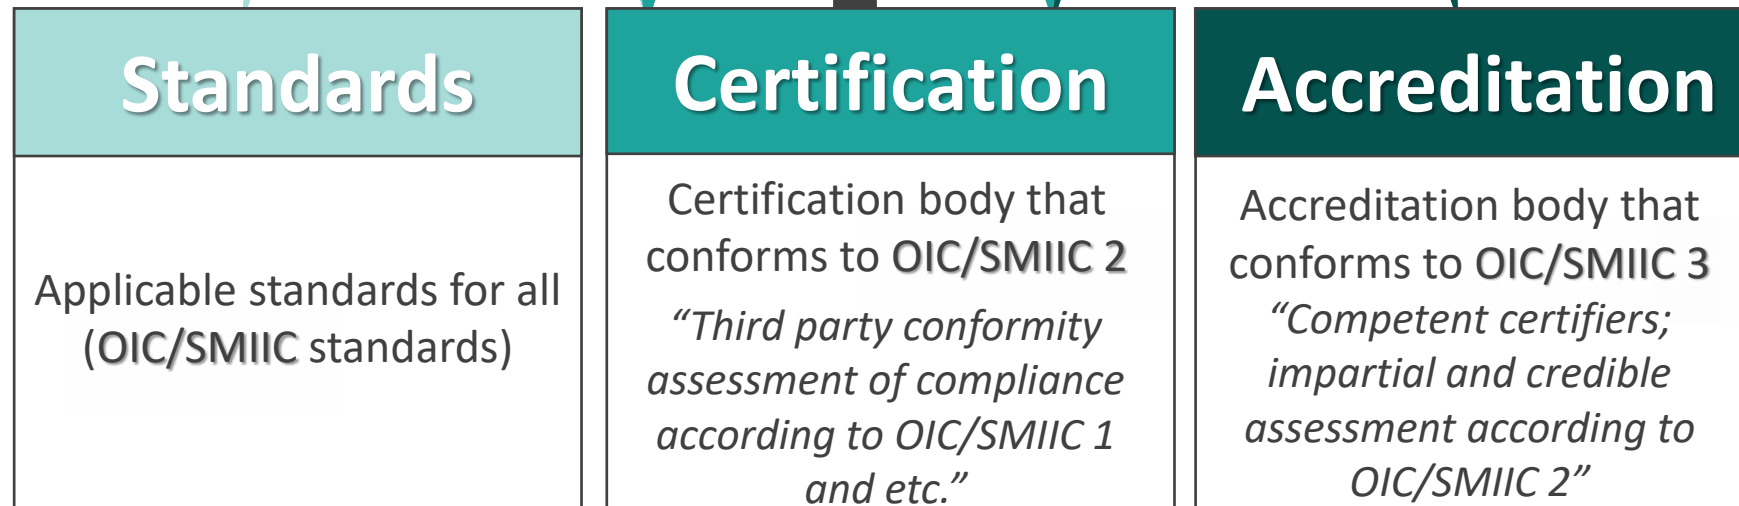 Standards
Applicable standards for all
(OIC/SMIIC standards)
Certification
Certification body that
conforms to OIC/SMIIC 2
“Third party conformity
assessment of compliance
according to OIC/SMIIC 1
and etc.”
Accreditation
Accreditation body that
conforms to OIC/SMIIC 3
“Competent certifiers;
impartial and credible
assessment according to
OIC/SMIIC 2”